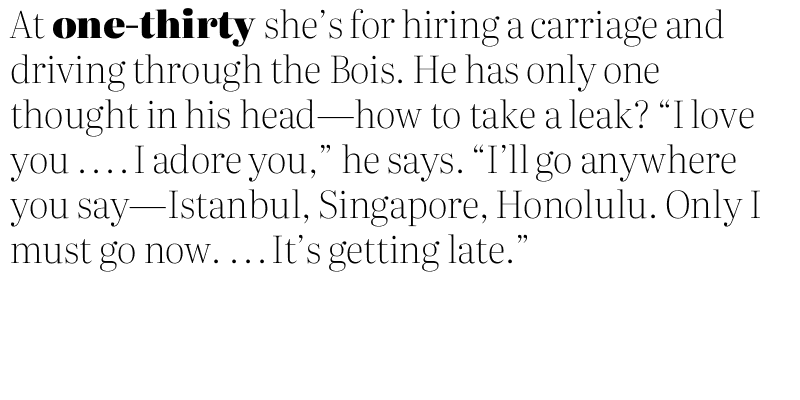 At one-thirty she’s for hiring a carriage and
driving through the Bois. He has only one
thought in his head—how to take a leak? “I love
you . . . . I adore you,” he says. “I’ll go anywhere
you say—Istanbul, Singapore, Honolulu. Only I
must go now. . . . It’s getting late.”